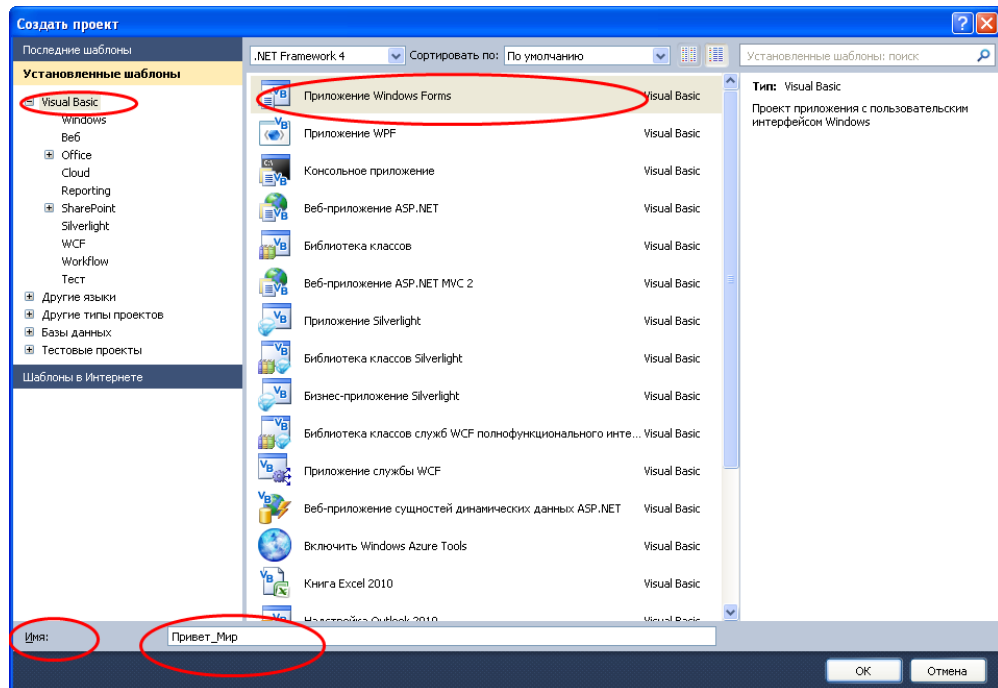 Создать проект
Последние шаблоны
Установленные шаблоны
Visual Basic
Windows
Веб
Office
Cloud
Reporting
SharePoint
Silverlight
WCF
Workflow
Тест
Другие языки
Другие типы проектов
Базы данных
Тестовые проекты
Шаблоны в Интернете
.NET Framework 4 Сортировать по: По умолчанию
Приложение Windows Forms Visual Basic
Приложение WPF Visual Basic
Консольное приложение Visual Basic
Веб-приложение ASP.NET Visual Basic
Библиотека классов Visual Basic
Веб-приложение ASP.NET MVC 2 Visual Basic
Приложение Silverlight Visual Basic
Библиотека классов Silverlight Visual Basic
Бизнес-приложение Silverlight Visual Basic
Библиотека классов служб WCF полнофункционального инте... Visual Basic
Приложение службы WCF Visual Basic
Веб-приложение сущностей динамических данных ASP.NET Visual Basic
Включить Windows Azure Tools Visual Basic
Книга Excel 2010 Visual Basic
Надстройка Outlook 2010 Visual Basic
Установленные шаблоны: поиск
Тип: Visual Basic
Проект приложения с пользовательским
интерфейсом Windows
Имя: Привет_Мир
OK Отмена